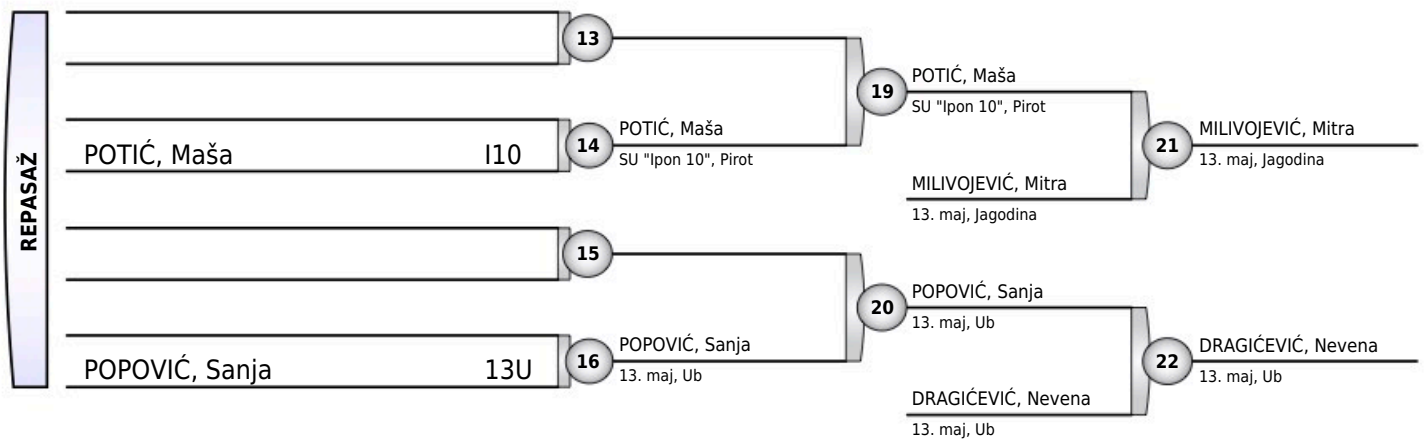 REPASAŽ
13
POTIĆ, Maša I10
14
POTIĆ, Maša
SU "Ipon 10", Pirot
19
POTIĆ, Maša
SU "Ipon 10", Pirot
MILIVOJEVIĆ, Mitra
13. maj, Jagodina
21
MILIVOJEVIĆ, Mitra
13. maj, Jagodina
15
POPOVIĆ, Sanja 13U
16
POPOVIĆ, Sanja
13. maj, Ub
20
POPOVIĆ, Sanja
13. maj, Ub
DRAGIĆEVIĆ, Nevena
13. maj, Ub
22
DRAGIĆEVIĆ, Nevena
13. maj, Ub